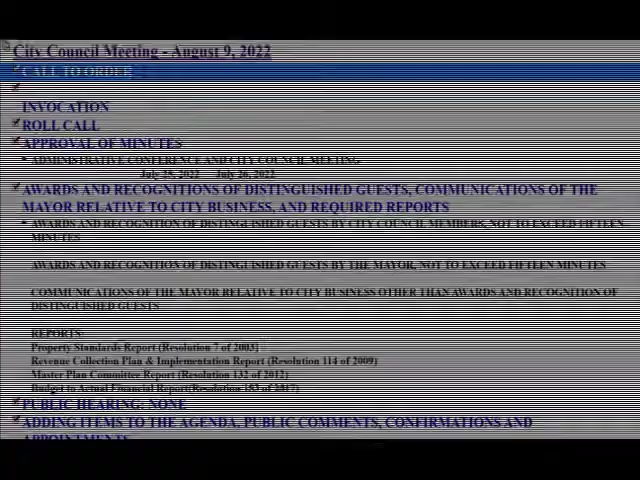 City Council Meeting - August 9, 2022
CALL TO ORDER
INVOCATION
ROLL CALL
APPROVAL OF MINUTES
ADMINISTRATIVE CONFERENCE AND CITY COUNCIL MEETING
July 25, 2022 July 26, 2022
AWARDS AND RECOGNITIONS OF DISTINGUISHED GUESTS, COMMUNICATIONS OF THE
MAYOR RELATIVE TO CITY BUSINESS, AND REQUIRED REPORTS
AWARDS AND RECOGNITION OF DISTINGUISHED GUESTS BY CITY COUNCIL MEMBERS, NOT TO EXCEED FIFTEEN
MINUTES
AWARDS AND RECOGNITION OF DISTINGUISHED GUESTS BY THE MAYOR, NOT TO EXCEED FIFTEEN MINUTES
COMMUNICATIONS OF THE MAYOR RELATIVE TO CITY BUSINESS OTHER THAN AWARDS AND RECOGNITION OF
DISTINGUISHED GUESTS
REPORTS:
Property Standards Report (Resolution 7 of 2003)
Revenue Collection Plan & Implementation Report (Resolution 114 of 2009)
Master Plan Committee Report (Resolution 132 of 2012)
Budget to Actual Financial Report(Resolution 183 of 2017)
PUBLIC HEARING: NONE
ADDING ITEMS TO THE AGENDA, PUBLIC COMMENTS, CONFIRMATIONS AND
APPOINTMENTS